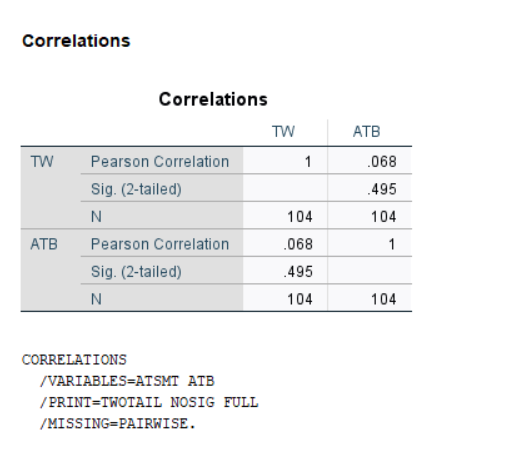 Correlations
Correlations
TW ATB
TW Pearson Correlation 1 .068
Sig. (2-tailed) .495
N 104 104
ATB Pearson Correlation .068 1
Sig. (2-tailed) .495
N 104 104
CORRELATIONS
/VARIABLES=ATSMT ATB
/PRINT=TWOTAIL NOSIG FULL
/MISSING=PAIRWISE.